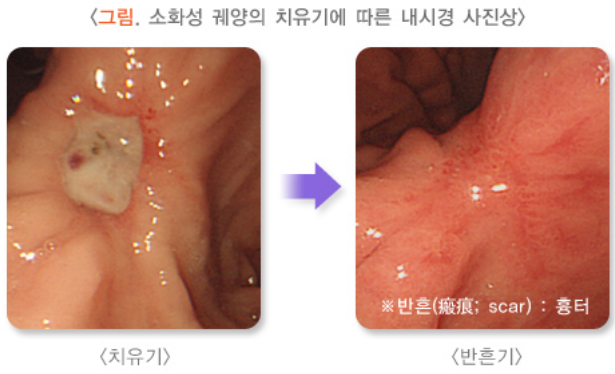 〈그림. 소화성 궤양의 치유기에 따른 내시경 사진상〉
※반흔(瘢痕; scar) : 흉터
〈치유기〉
〈반흔기〉